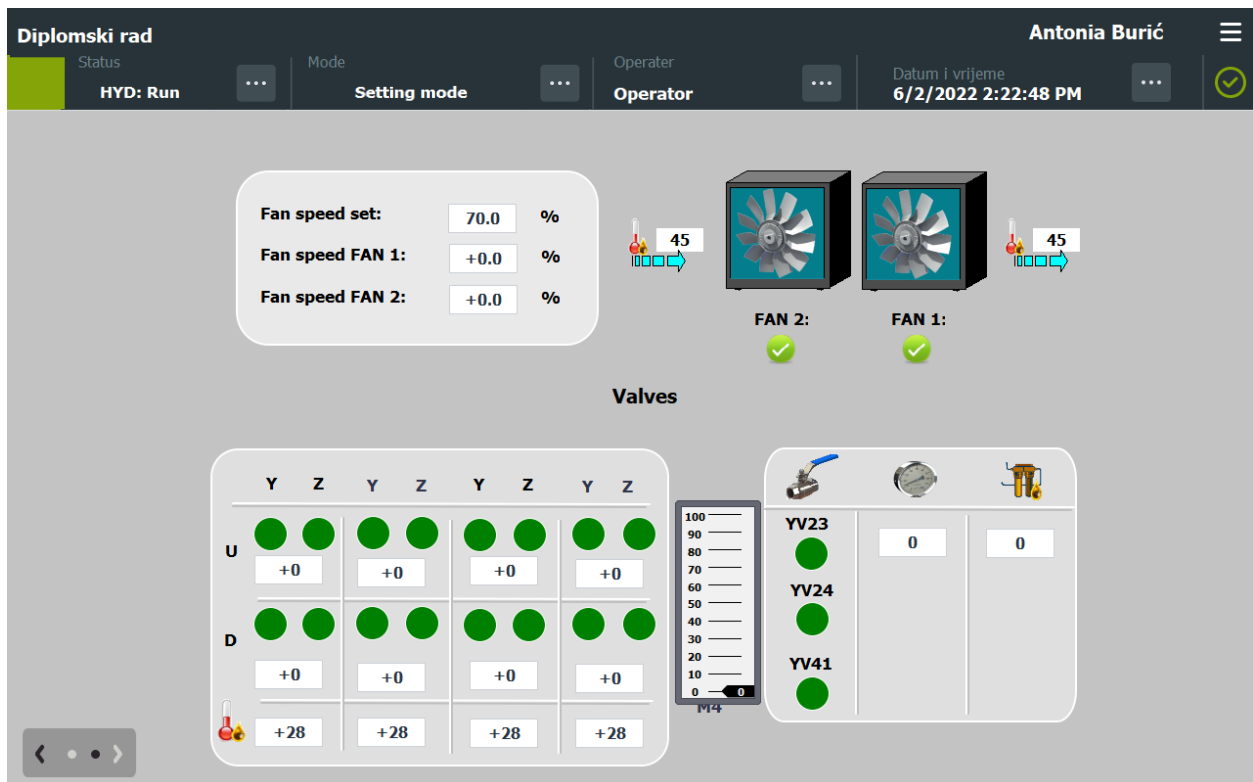 Diplomski rad
Antonia Burić
Status
HYD: Run
...
Mode
Setting mode
...
Operater
Operator
...
Datum i vrijeme
6/2/2022 2:22:48 PM
...
Fan speed set: 70.0 %
Fan speed FAN 1: +0.0 %
Fan speed FAN 2: +0.0 %
45
45
FAN 2:
FAN 1:
Valves
Y Z Y Z Y Z Y Z
U
+0 +0 +0 +0
D
+0 +0 +0 +0
+28 +28 +28 +28
100
90
80
70
60
50
40
30
20
10
0 0
M4
YV23
0 0
YV24
YV41